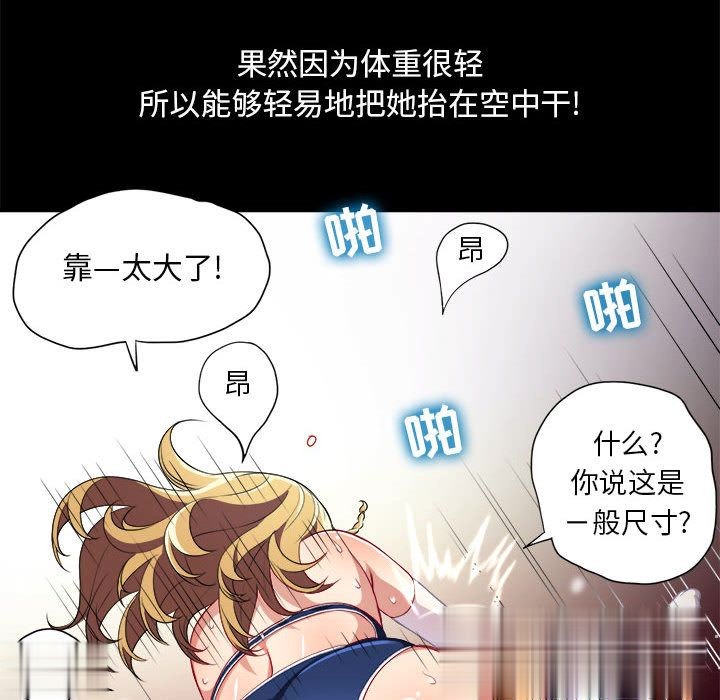 果然因为体重很轻
所以能够轻易地把她抬在空中干!
啪
昂
靠—太大了!
啪
昂
啪
什么?
你说这是
一般尺寸?